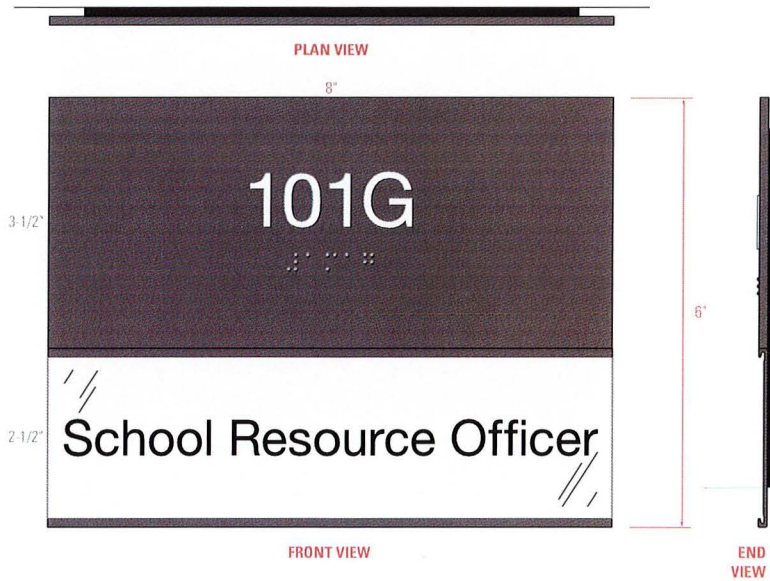 PLAN VIEW
8"
101G
3-1/2"
⠼⠁⠚⠁⠛
6"
School Resource Officer
2-1/2"
FRONT VIEW
END
VIEW